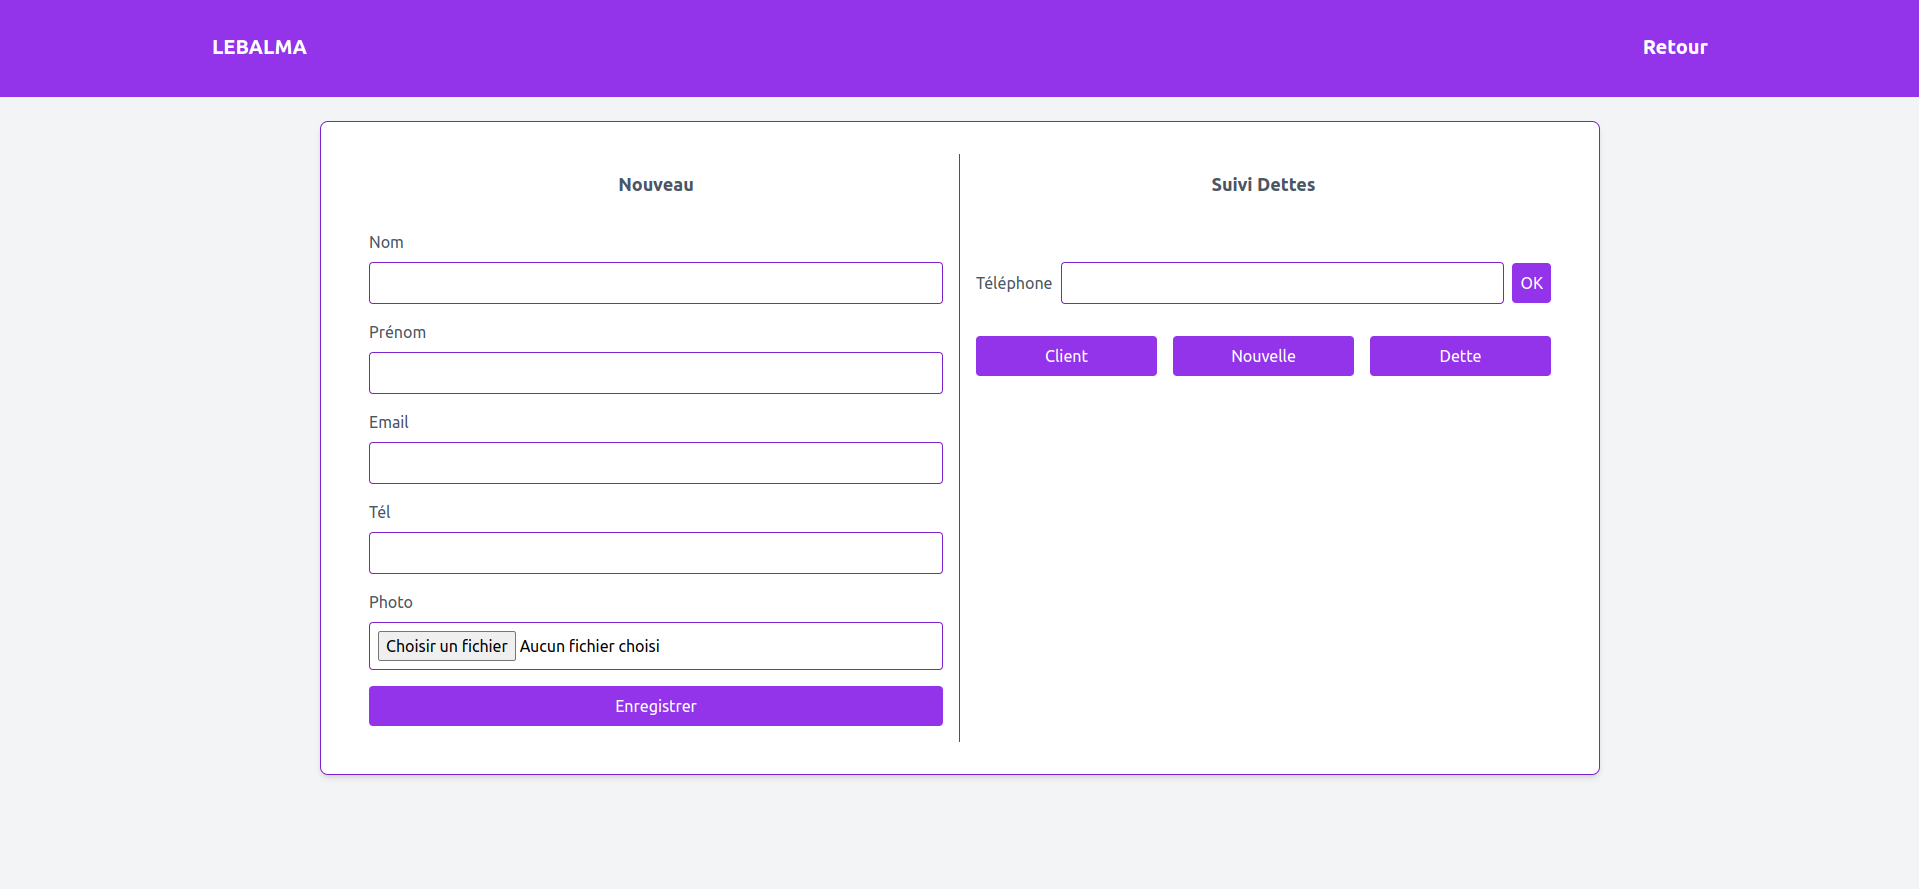 LEBALMA
Retour
Nouveau
Nom
Prénom
Email
Tél
Photo
Choisir un fichier Aucun fichier choisi
Enregistrer
Suivi Dettes
Téléphone OK
Client Nouvelle Dette